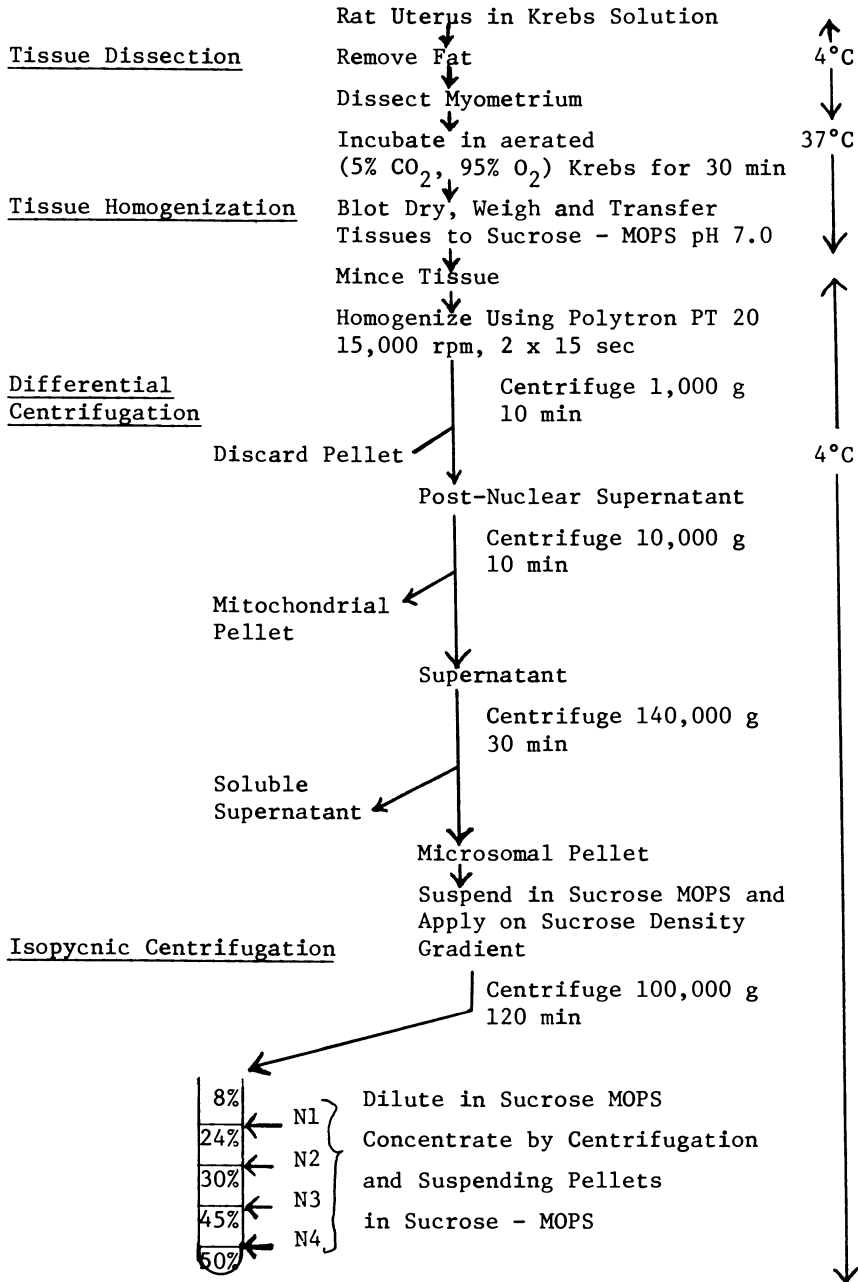 Rat Uterus in Krebs Solution
Tissue Dissection
Remove Fat
4°C
Dissect Myometrium
Incubate in aerated
37°C
(5% CO2, 95% O2) Krebs for 30 min
Tissue Homogenization
Blot Dry, Weigh and Transfer
Tissues to Sucrose - MOPS pH 7.0
Mince Tissue
Homogenize Using Polytron PT 20
15,000 rpm, 2 x 15 sec
Differential
Centrifugation
Centrifuge 1,000 g
10 min
Discard Pellet
4°C
Post-Nuclear Supernatant
Centrifuge 10,000 g
10 min
Mitochondrial
Pellet
Supernatant
Centrifuge 140,000 g
30 min
Soluble
Supernatant
Microsomal Pellet
Suspend in Sucrose MOPS and
Apply on Sucrose Density
Gradient
Isopycnic Centrifugation
Centrifuge 100,000 g
120 min
8%
N1
24%
N2
30%
N3
45%
N4
50%
Dilute in Sucrose MOPS
Concentrate by Centrifugation
and Suspending Pellets
in Sucrose - MOPS